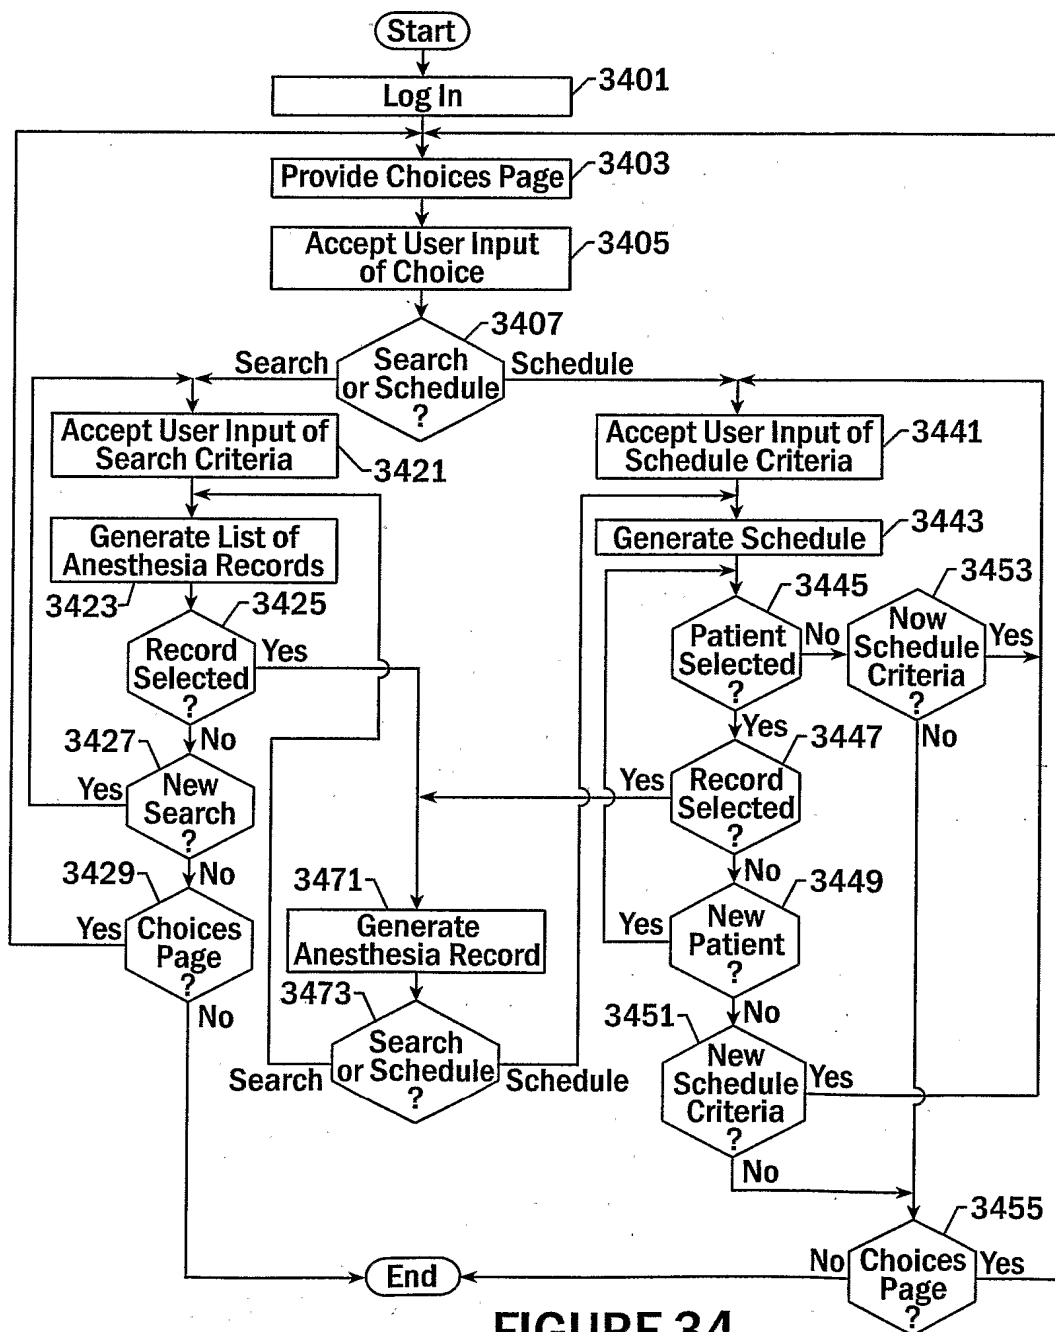 Start
Log In
3401
Provide Choices Page
3403
Accept User Input
of Choice
3405
Search
or Schedule
?
3407
Search
Schedule
Accept User Input of
Search Criteria
3421
Generate List of
Anesthesia Records
3423
Record
Selected
?
3425
Yes
No
New
Search
?
3427
Yes
No
Choices
Page
?
3429
Yes
No
Accept User Input of
Schedule Criteria
3441
Generate Schedule
3443
Patient
Selected
?
3445
No
Yes
Now
Schedule
Criteria
?
3453
Yes
No
Record
Selected
?
3447
Yes
No
New
Patient
?
3449
Yes
No
New
Schedule
Criteria
?
3451
Yes
No
Generate
Anesthesia Record
3471
Search
or Schedule
?
3473
Search
Schedule
Choices
Page
?
3455
No
Yes
End
FIGURE 34